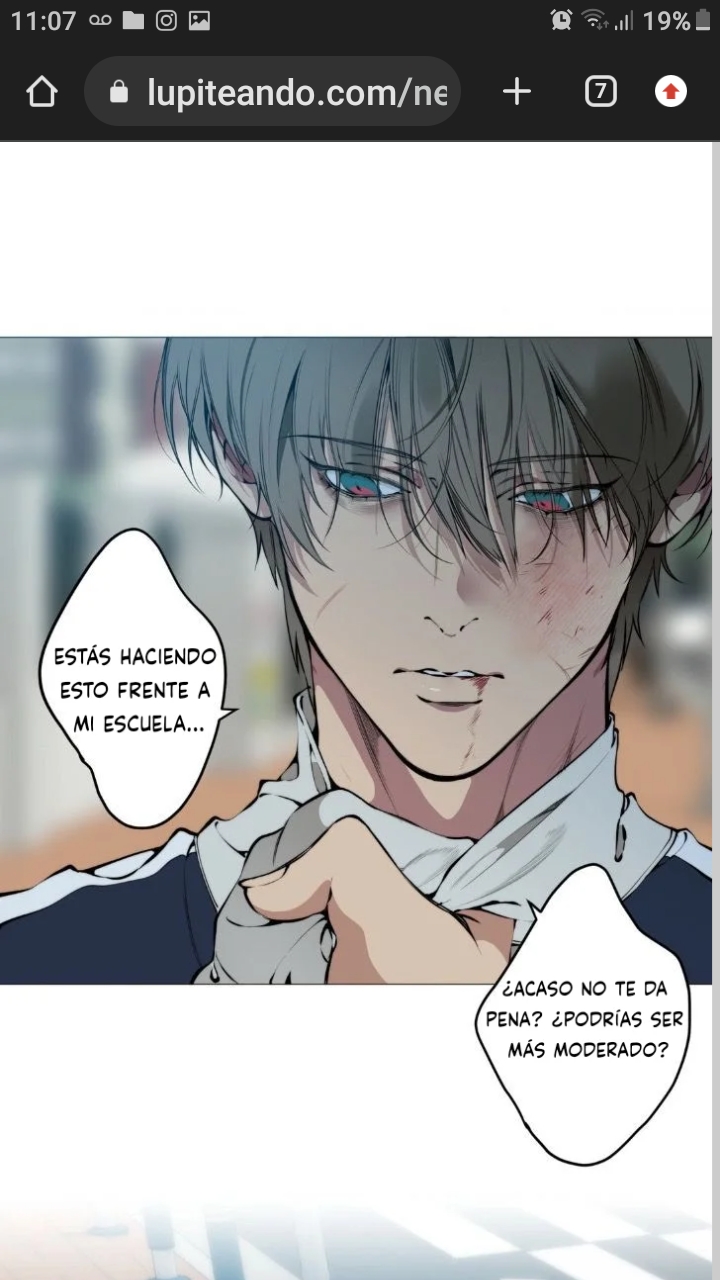 11:07
19%
lupiteando.com/ne
7
ESTÁS HACIENDO
ESTO FRENTE A
MI ESCUELA...
¿ACASO NO TE DA
PENA? ¿PODRÍAS SER
MÁS MODERADO?